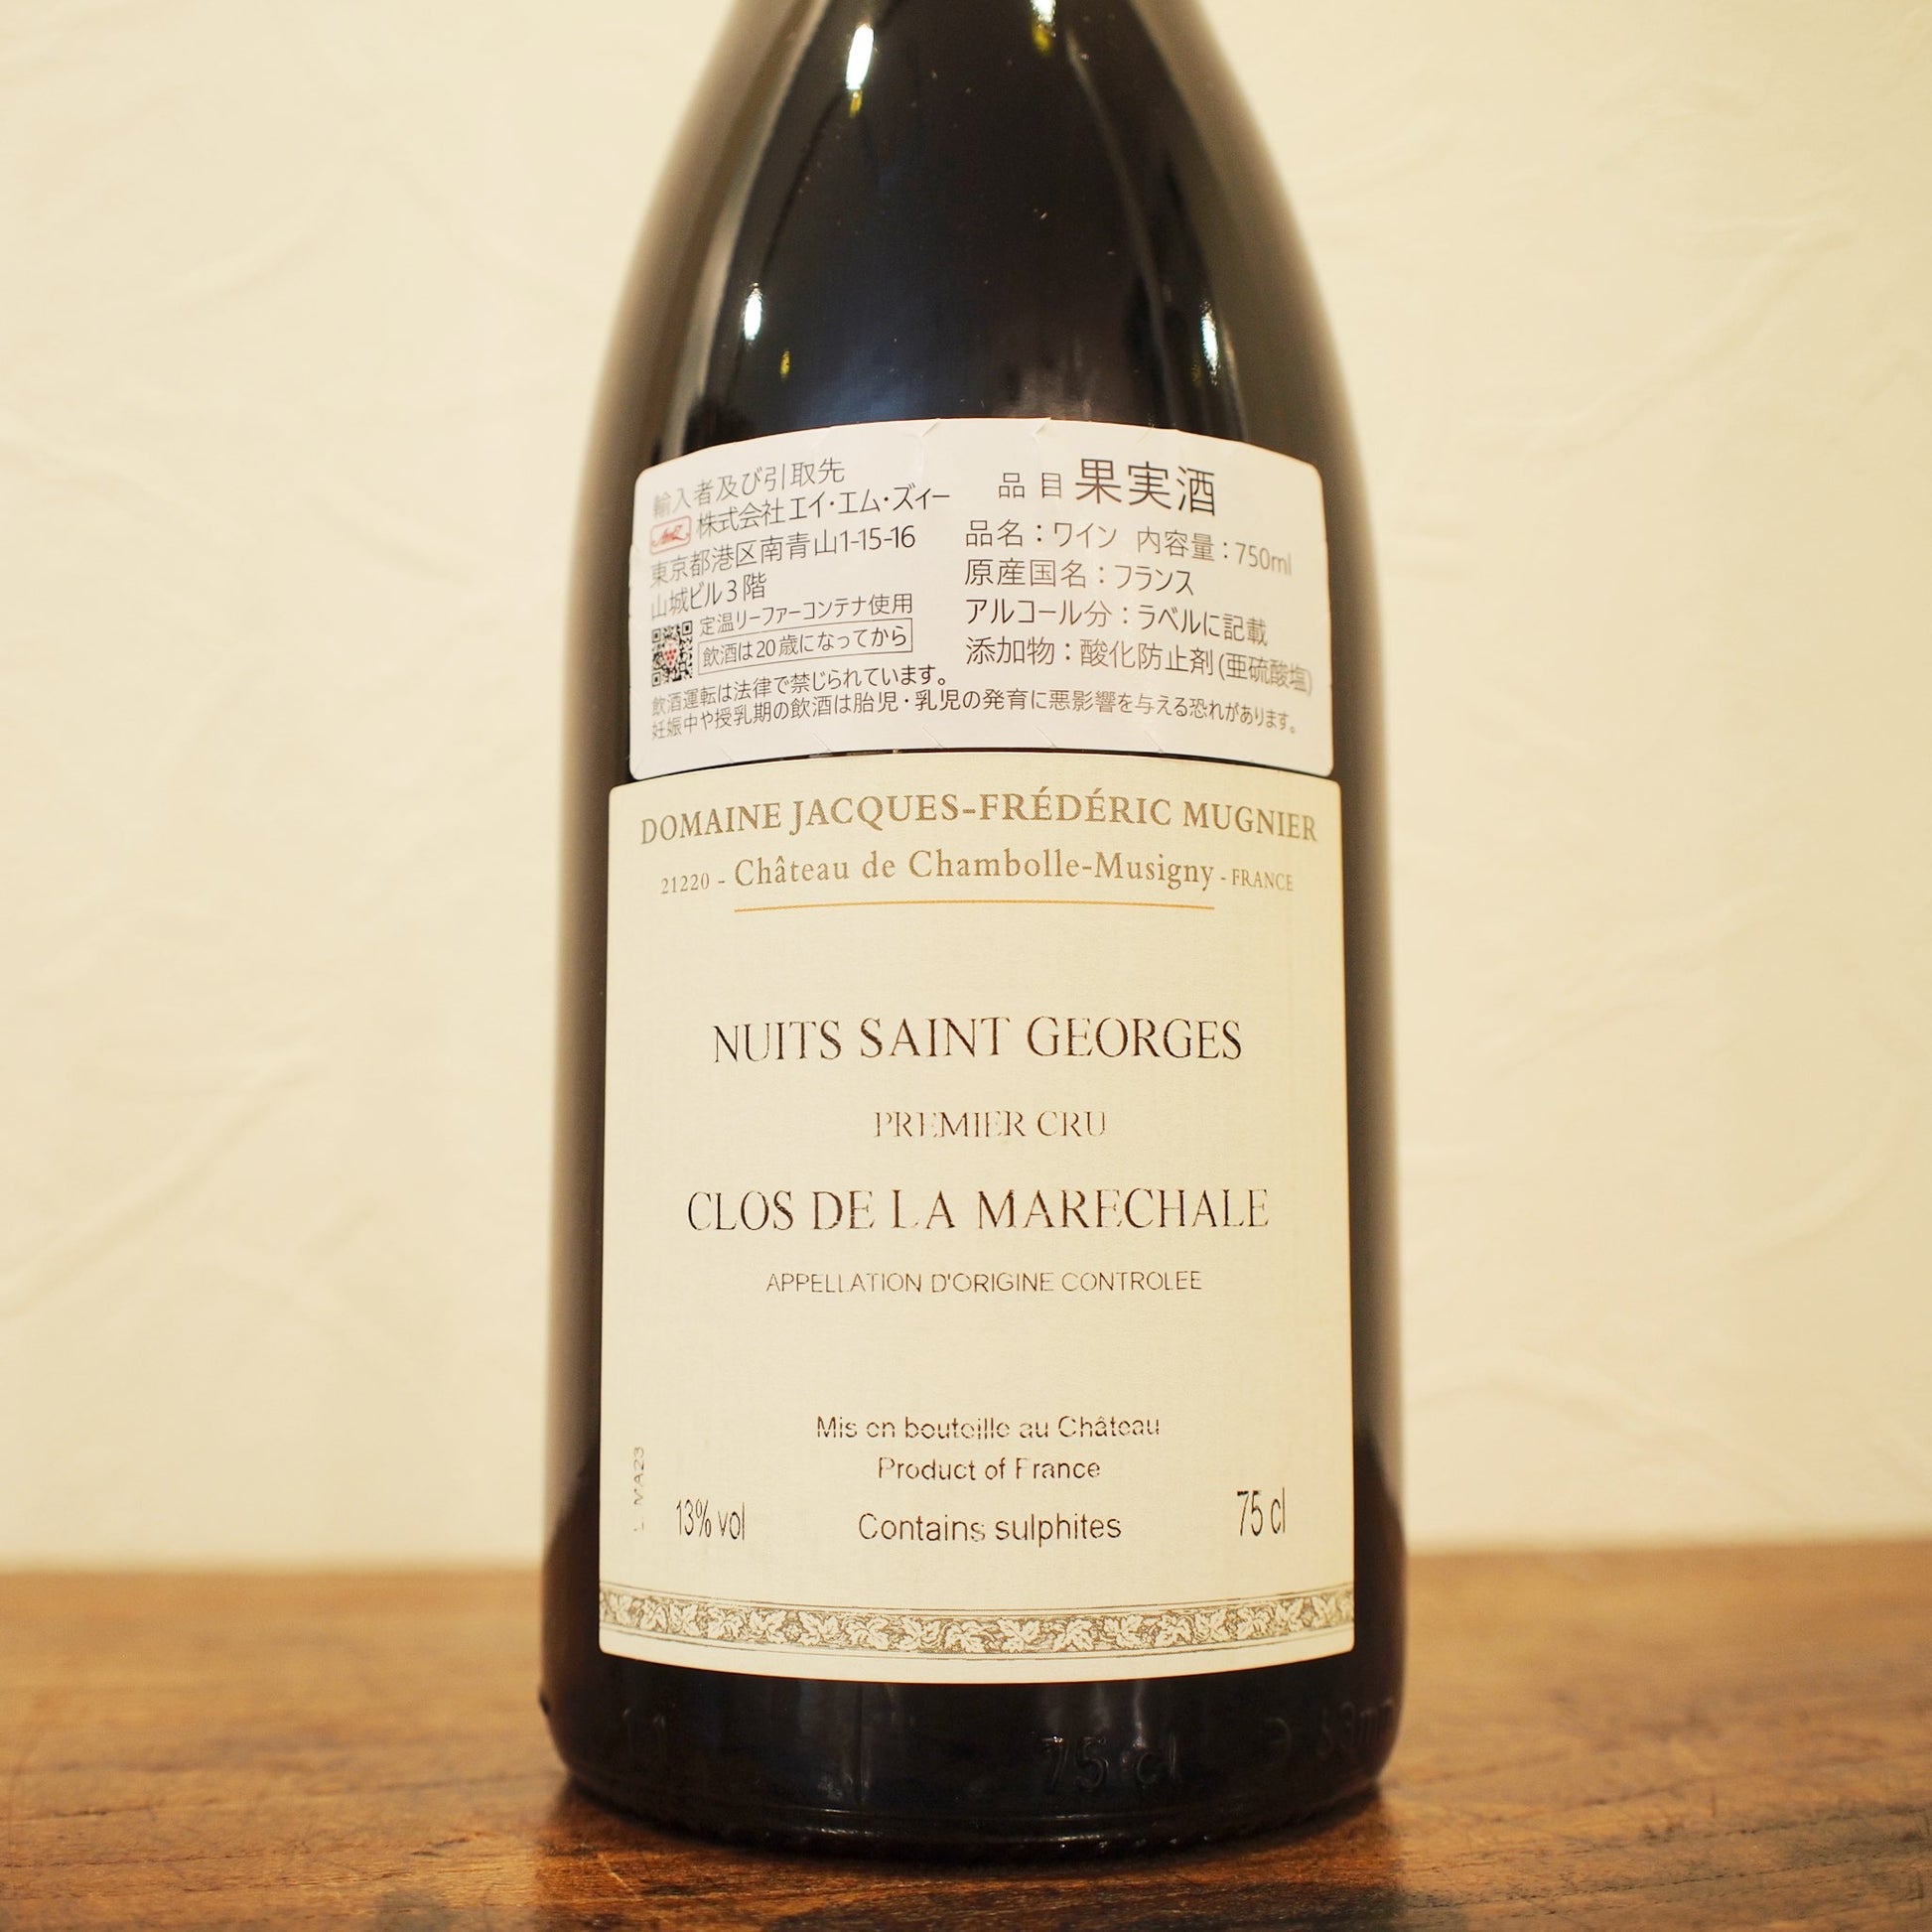 輸入者及び引取先
株式会社エイ・エム・ズィー
東京都港区南青山1-15-16
山城ビル3階
定温リーファーコンテナ使用
飲酒は20歳になってから
品目 果実酒
品名：ワイン 内容量：750ml
原産国名：フランス
アルコール分：ラベルに記載
添加物：酸化防止剤(亜硫酸塩)
飲酒運転は法律で禁じられています。
妊娠中や授乳期の飲酒は胎児・乳児の発育に悪影響を与える恐れがあります。
DOMAINE JACQUES-FRÉDÉRIC MUGNIER
21220 - Château de Chambolle-Musigny - FRANCE
NUITS SAINT GEORGES
PREMIER CRU
CLOS DE LA MARECHALE
APPELLATION D'ORIGINE CONTROLEE
Mis en bouteille au Château
Product of France
Contains sulphites
13% vol
75 cl
MA23
75 cl